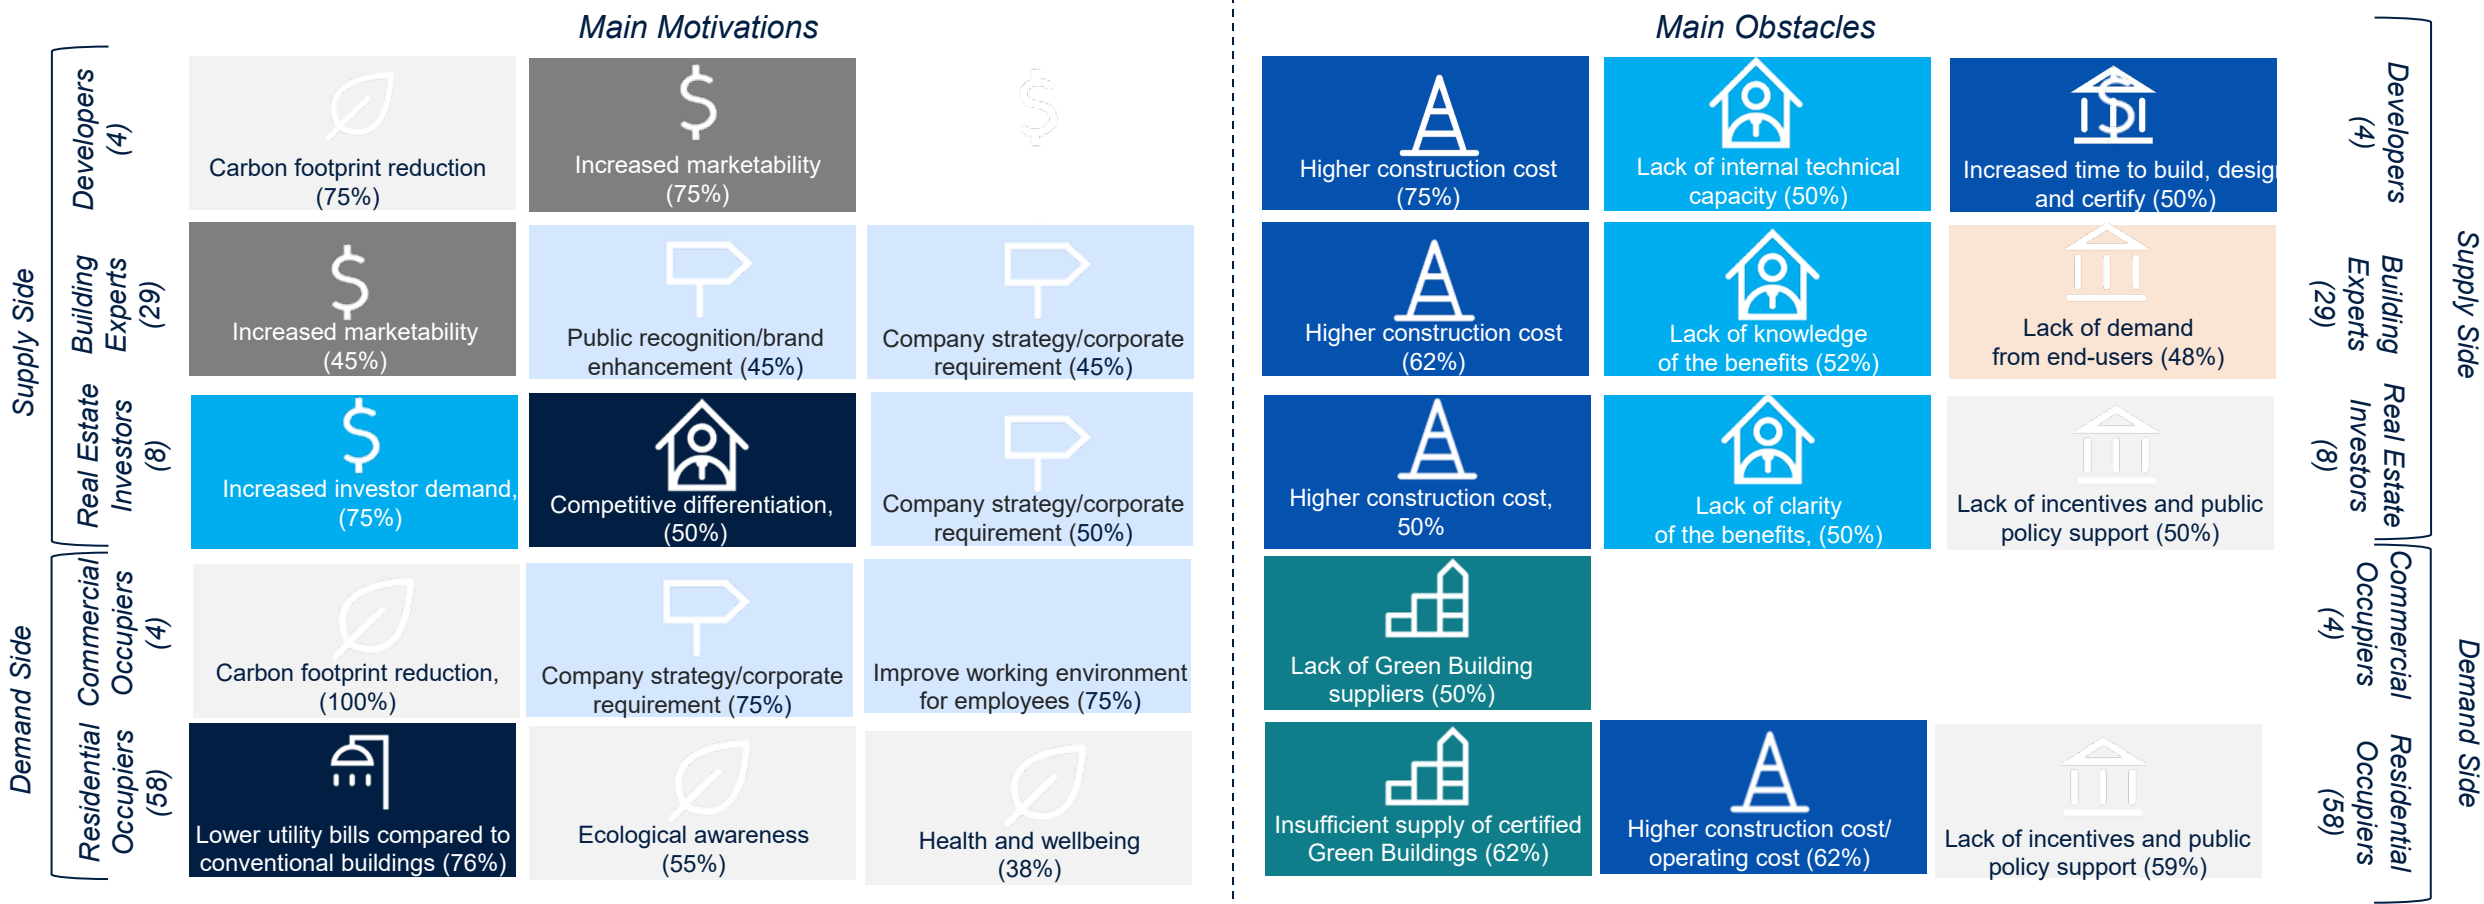 Main Motivations
Main Obstacles
Supply Side
Developers
(4)
Carbon footprint reduction
(75%)
Increased marketability
(75%)
Higher construction cost
(75%)
Lack of internal technical
capacity (50%)
Increased time to build, desig
and certify (50%)
Developers
(4)
Supply Side
Building
Experts
(29)
Increased marketability
(45%)
Public recognition/brand
enhancement (45%)
Company strategy/corporate
requirement (45%)
Higher construction cost
(62%)
Lack of knowledge
of the benefits (52%)
Lack of demand
from end-users (48%)
Building
Experts
(29)
Real Estate
Investors
(8)
Increased investor demand,
(75%)
Competitive differentiation,
(50%)
Company strategy/corporate
requirement (50%)
Higher construction cost,
50%
Lack of clarity
of the benefits, (50%)
Lack of incentives and public
policy support (50%)
Real Estate
Investors
(8)
Demand Side
Commercial
Occupiers
(4)
Carbon footprint reduction,
(100%)
Company strategy/corporate
requirement (75%)
Improve working environment
for employees (75%)
Lack of Green Building
suppliers (50%)
Commercial
Occupiers
(4)
Demand Side
Residential
Occupiers
(58)
Lower utility bills compared to
conventional buildings (76%)
Ecological awareness
(55%)
Health and wellbeing
(38%)
Insufficient supply of certified
Green Buildings (62%)
Higher construction cost/
operating cost (62%)
Lack of incentives and public
policy support (59%)
Residential
Occupiers
(58)